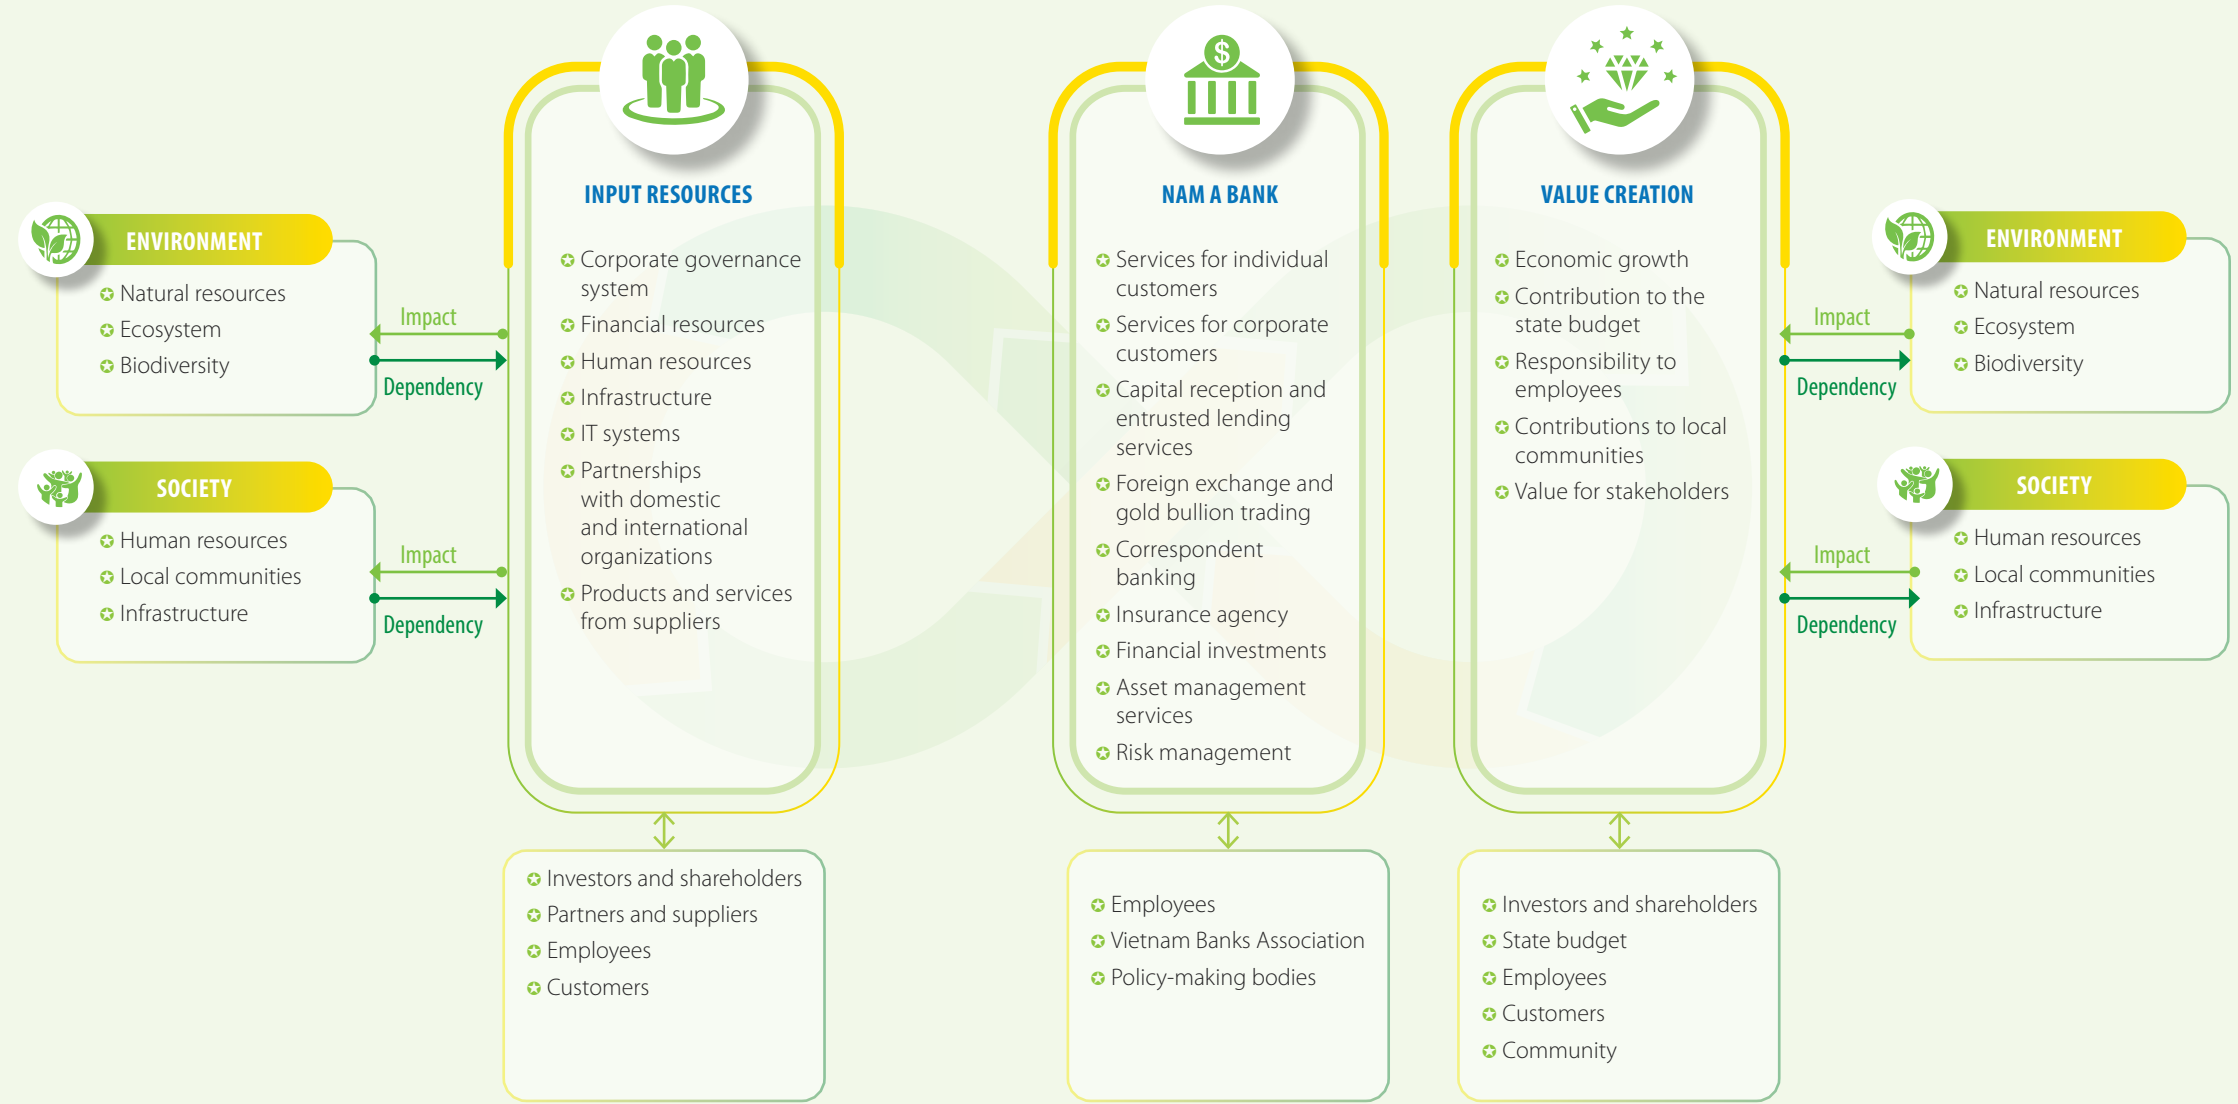 ENVIRONMENT
Natural resources
Ecosystem
Biodiversity
SOCIETY
Human resources
Local communities
Infrastructure
Impact
Dependency
Impact
Dependency
INPUT RESOURCES
Corporate governance
system
Financial resources
Human resources
Infrastructure
IT systems
Partnerships
with domestic
and international
organizations
Products and services
from suppliers
Investors and shareholders
Partners and suppliers
Employees
Customers
$
NAM A BANK
Services for individual
customers
Services for corporate
customers
Capital reception and
entrusted lending
services
Foreign exchange and
gold bullion trading
Correspondent
banking
Insurance agency
Financial investments
Asset management
services
Risk management
Employees
Vietnam Banks Association
Policy-making bodies
VALUE CREATION
Economic growth
Contribution to the
state budget
Responsibility to
employees
Contributions to local
communities
Value for stakeholders
Investors and shareholders
State budget
Employees
Customers
Community
Impact
Dependency
Impact
Dependency
ENVIRONMENT
Natural resources
Ecosystem
Biodiversity
SOCIETY
Human resources
Local communities
Infrastructure